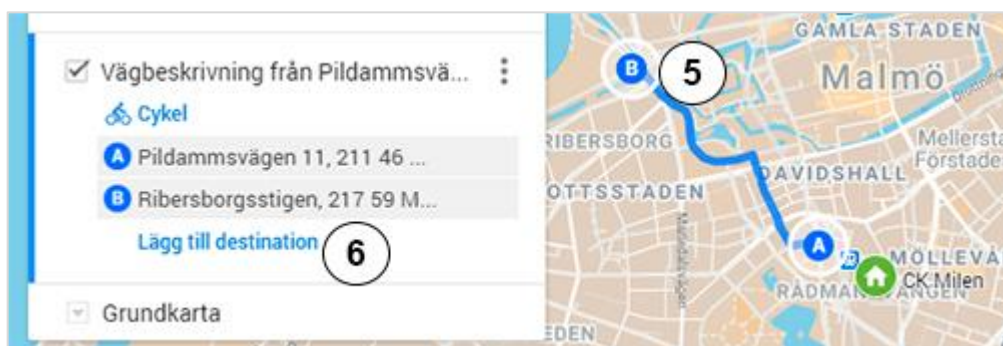 Vägbeskrivning från Pildammsvä...
Cykel
A Pildammsvägen 11, 211 46 ...
B Ribersborgsstigen, 217 59 M...
Lägg till destination
6
Grundkarta
GAMLA STADEN
B
5
Malmö
RIBERSBORG
Mellersta
Förstaden
DAVIDSHALL
OTTSSTADEN
A
MÖLLEVÅ
CK Milen
RÅDMANSVÅNGEN
EDEN